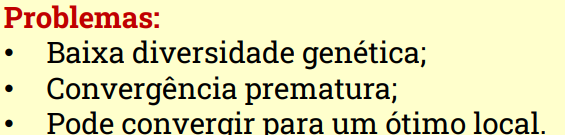 Problemas:
• Baixa diversidade genética;
• Convergência prematura;
• Pode convergir para um ótimo local.